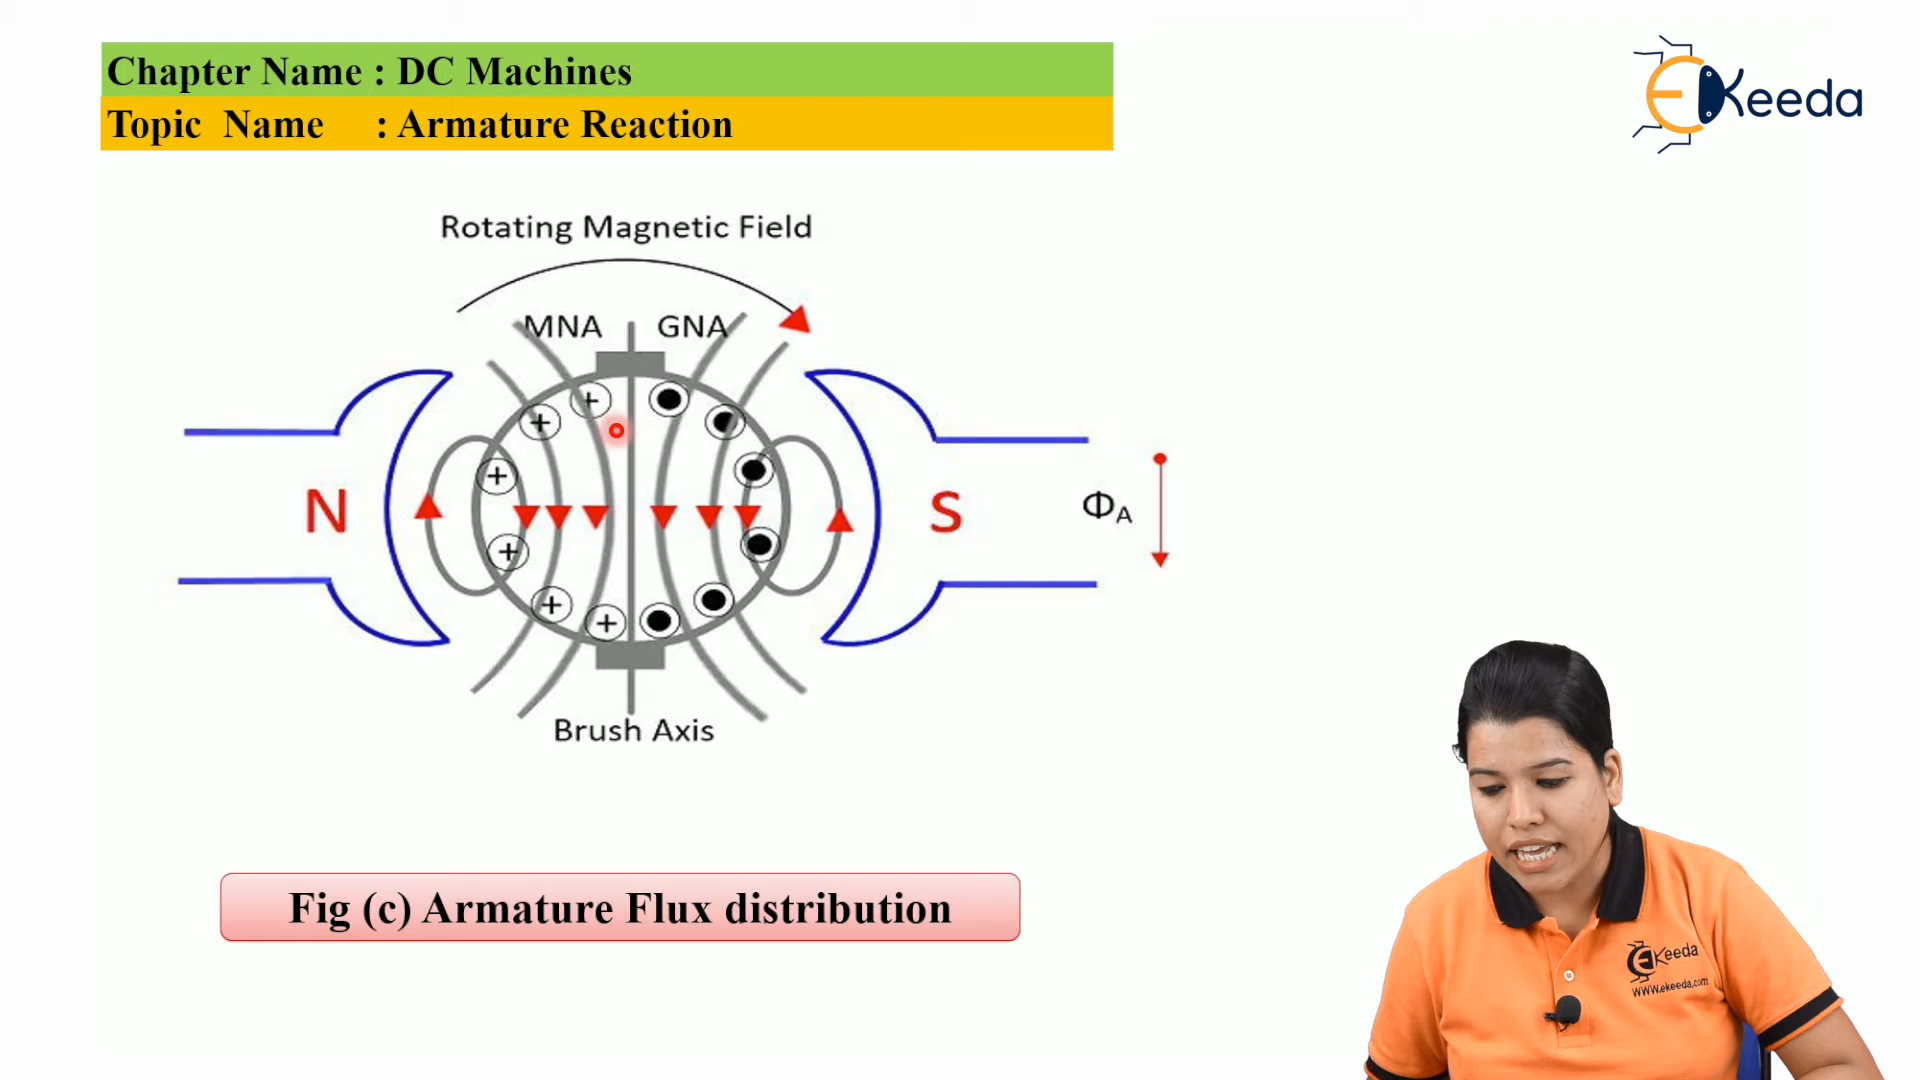 Chapter Name : DC Machines
Topic Name : Armature Reaction
EKeeda
Rotating Magnetic Field
MNA GNA
N
S
ΦA
Brush Axis
Fig (c) Armature Flux distribution
EKeeda
WWW.ekeeda.com